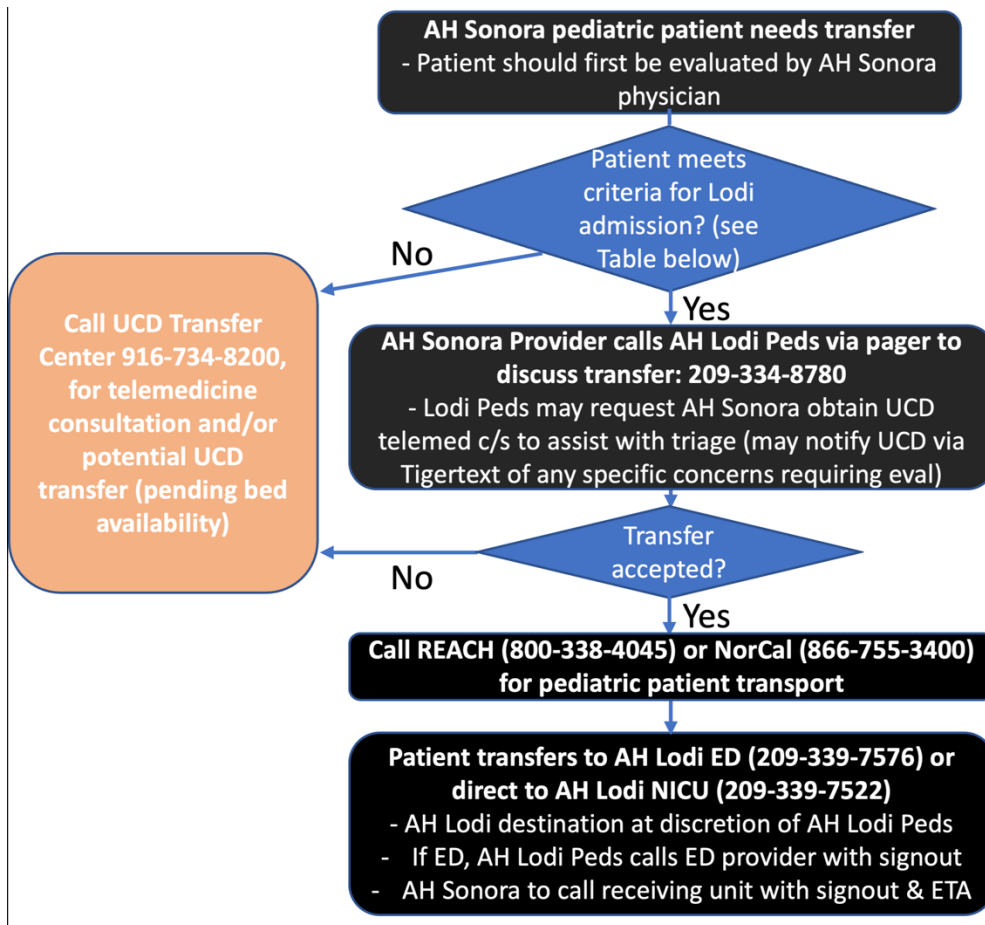 AH Sonora pediatric patient needs transfer
- Patient should first be evaluated by AH Sonora
physician
Patient meets
criteria for Lodi
admission? (see
Table below)
No
Yes
Call UCD Transfer
Center 916-734-8200,
for telemedicine
consultation and/or
potential UCD
transfer (pending bed
availability)
AH Sonora Provider calls AH Lodi Peds via pager to
discuss transfer: 209-334-8780
- Lodi Peds may request AH Sonora obtain UCD
telemed c/s to assist with triage (may notify UCD via
Tigertext of any specific concerns requiring eval)
Transfer
accepted?
No
Yes
Call REACH (800-338-4045) or NorCal (866-755-3400)
for pediatric patient transport
Patient transfers to AH Lodi ED (209-339-7576) or
direct to AH Lodi NICU (209-339-7522)
- AH Lodi destination at discretion of AH Lodi Peds
- If ED, AH Lodi Peds calls ED provider with signout
- AH Sonora to call receiving unit with signout & ETA